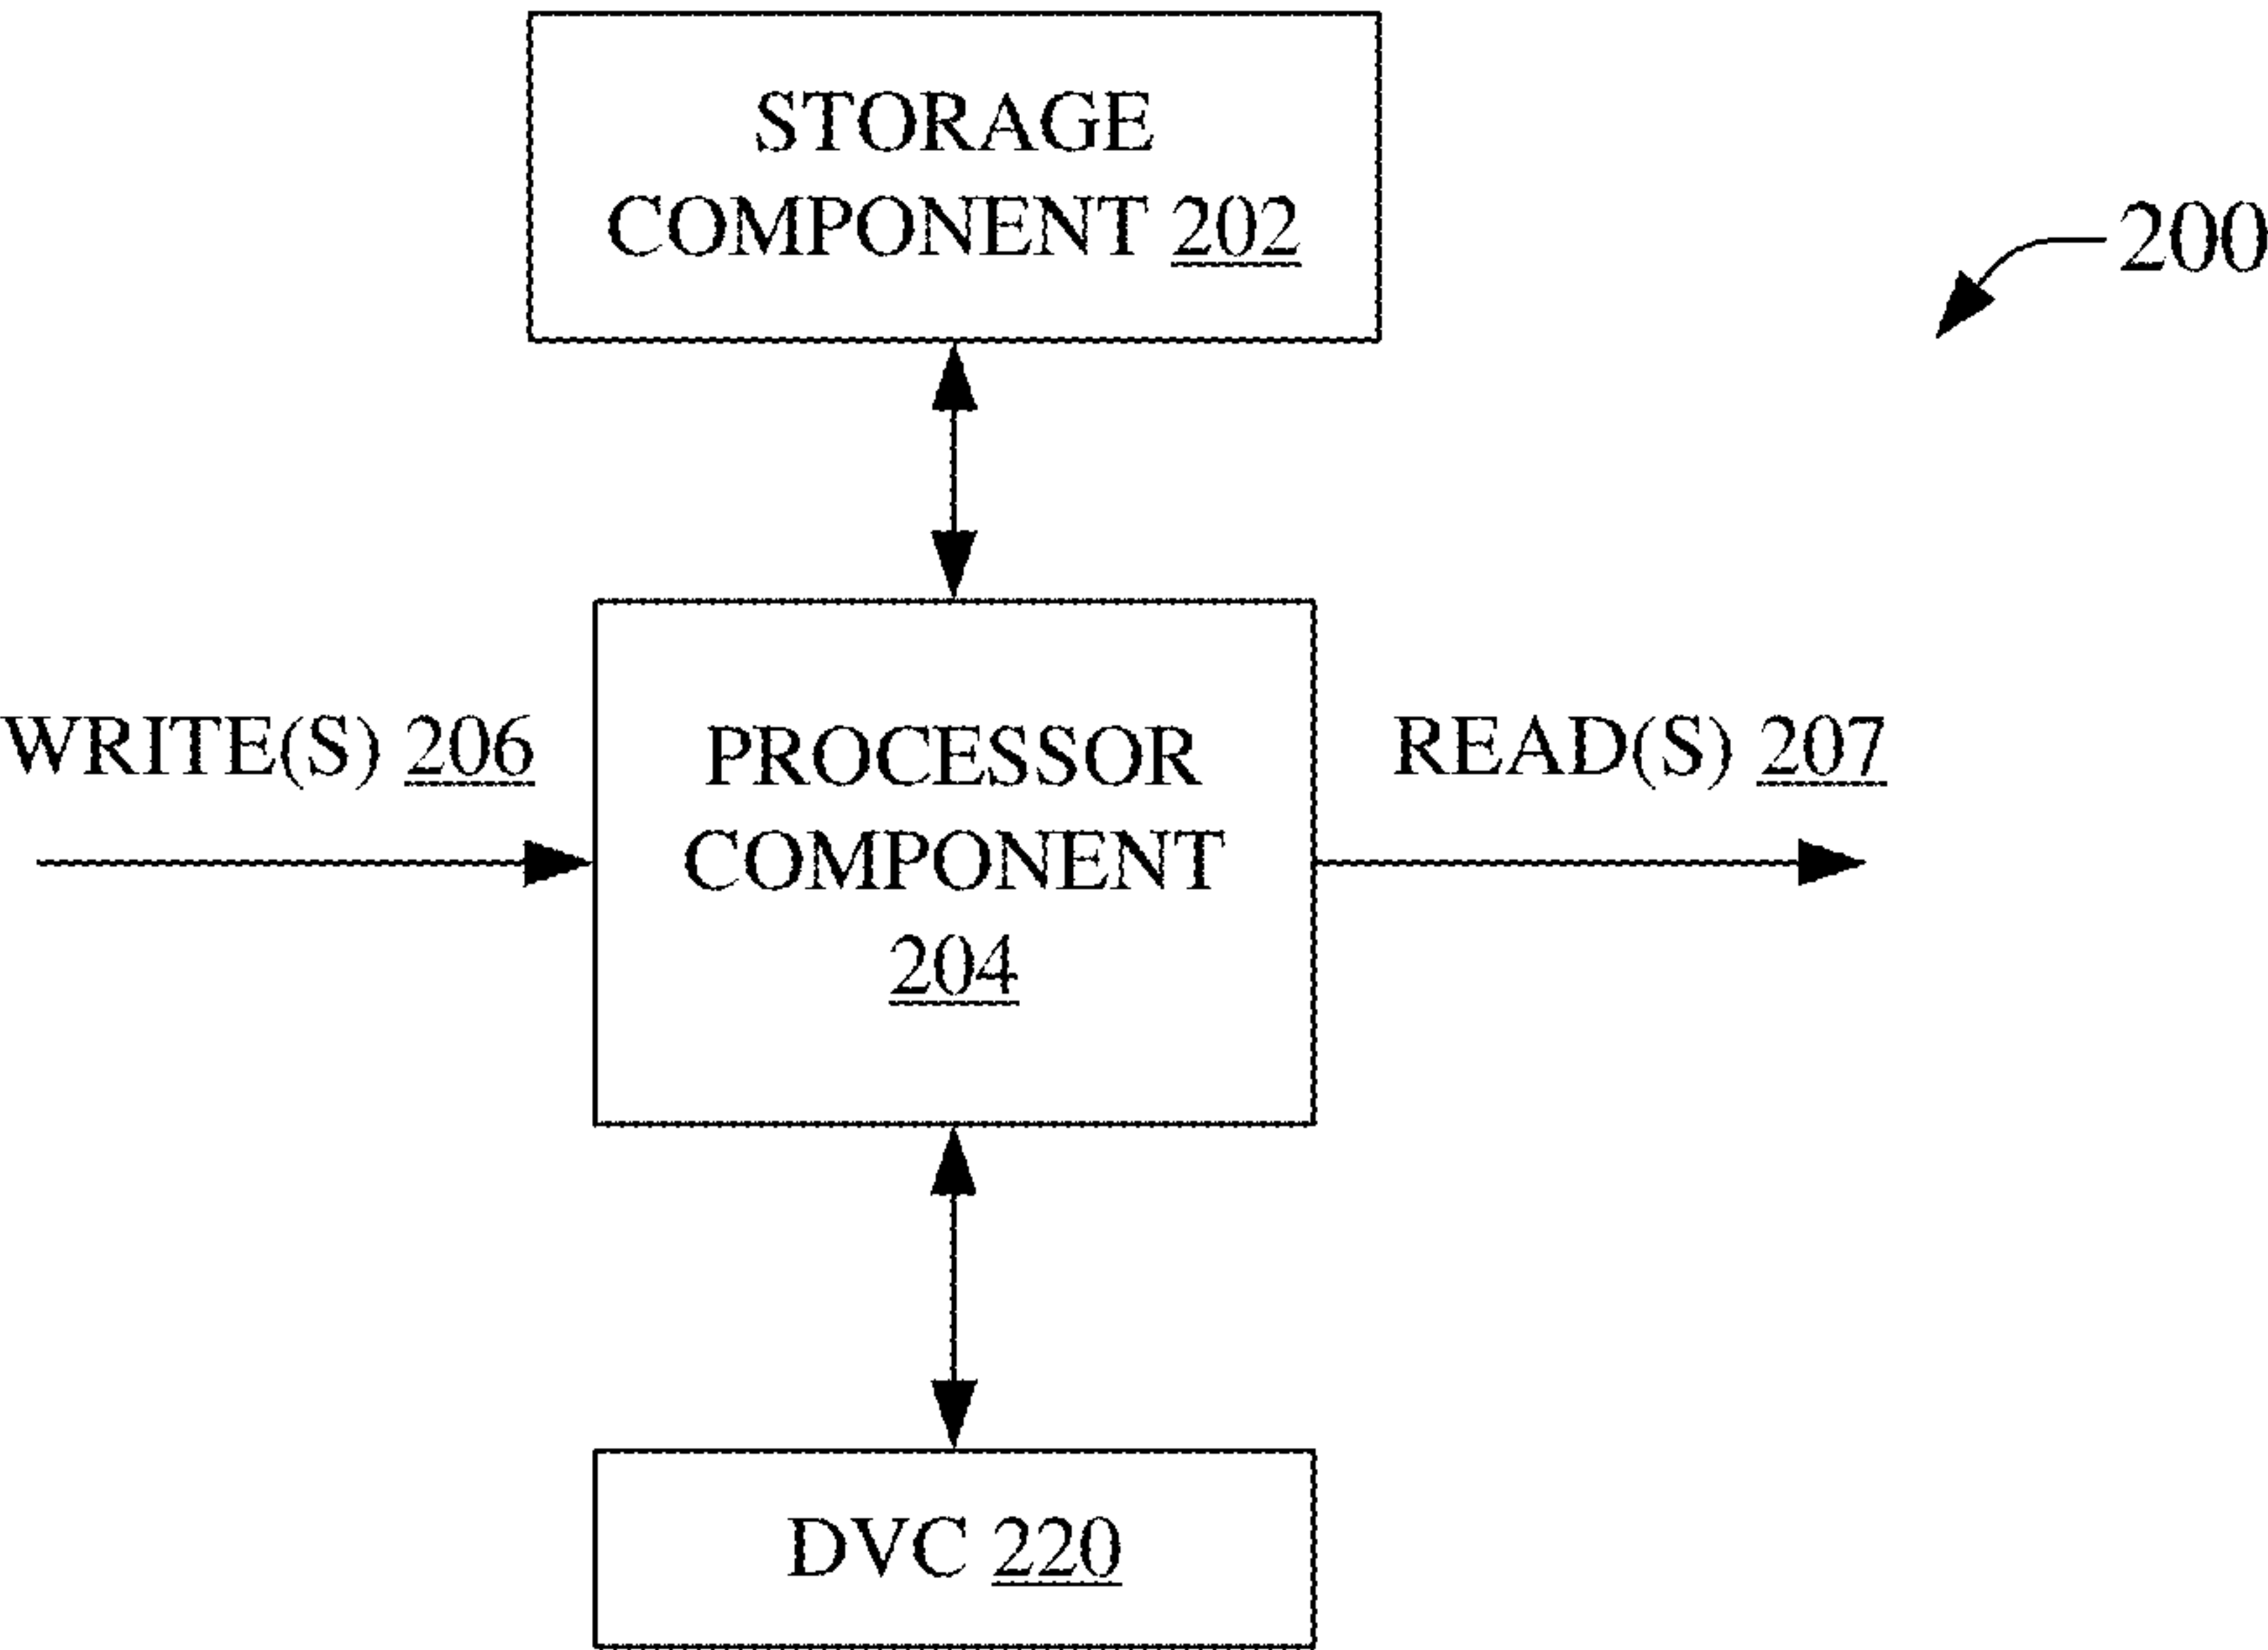 STORAGE
COMPONENT 202
200
WRITE(S) 206
PROCESSOR
COMPONENT
204
READ(S) 207
DVC 220